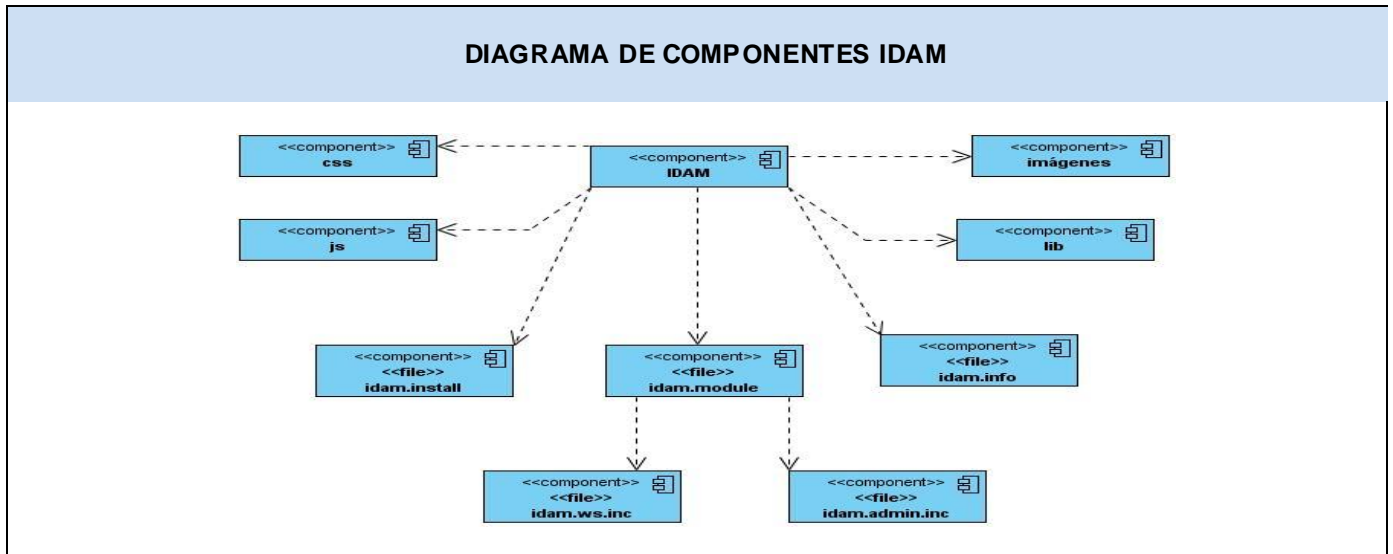 DIAGRAMA DE COMPONENTES IDAM
<<component>>
css
<<component>>
IDAM
<<component>>
imágenes
<<component>>
js
<<component>>
lib
<<component>>
<<file>>
idam.install
<<component>>
<<file>>
idam.module
<<component>>
<<file>>
idam.info
<<component>>
<<file>>
idam.ws.inc
<<component>>
<<file>>
idam.admin.inc